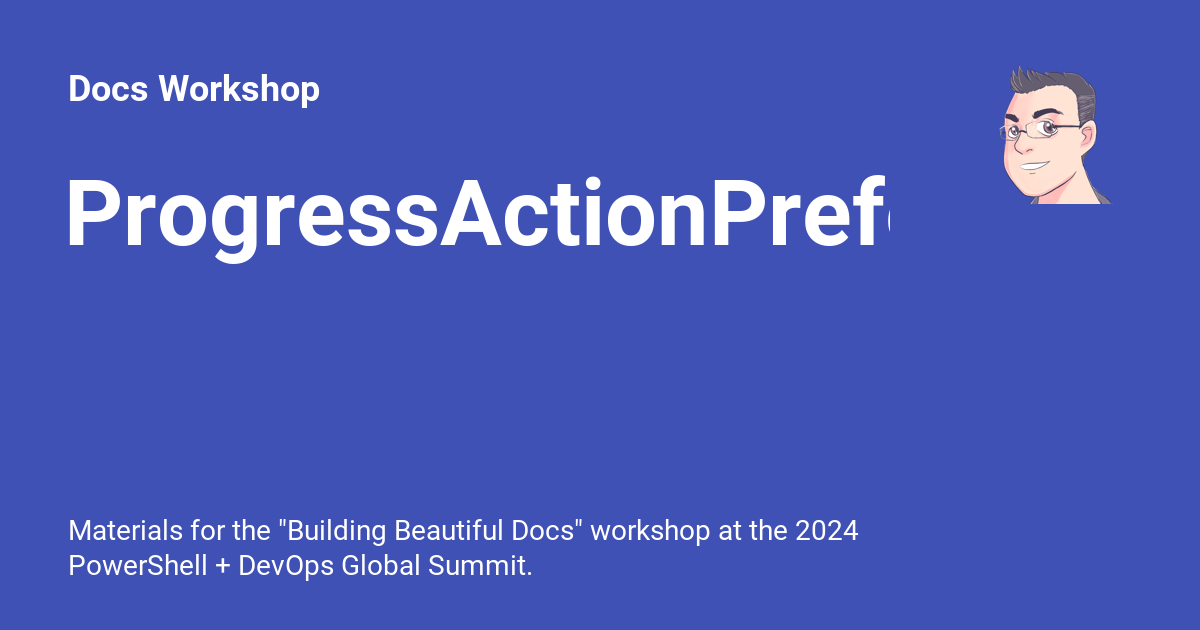 Docs Workshop
ProgressActionPref
Materials for the "Building Beautiful Docs" workshop at the 2024
PowerShell + DevOps Global Summit.